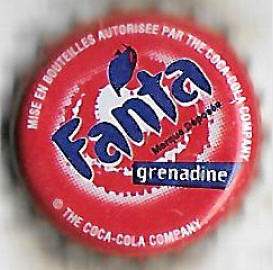 MISE EN BOUTEILLES AUTORISEE PAR THE COCA-COLA COMPANY.
Fanta
Marque Déposée
grenadine
© THE COCA-COLA COMPANY